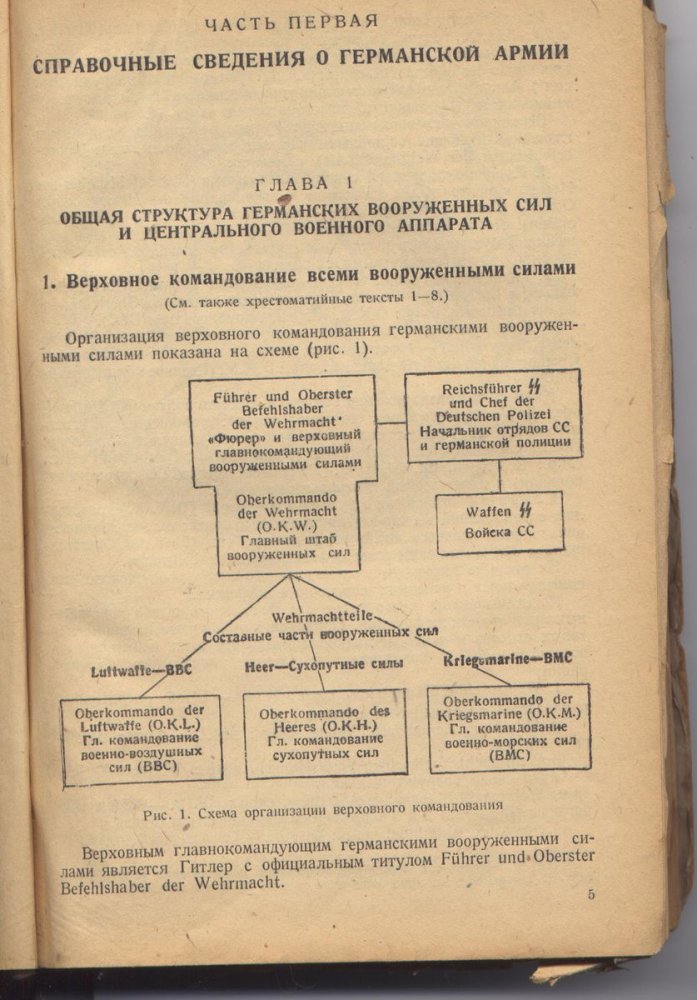 ЧАСТЬ ПЕРВАЯ
СПРАВОЧНЫЕ СВЕДЕНИЯ О ГЕРМАНСКОЙ АРМИИ
ГЛАВА 1
ОБЩАЯ СТРУКТУРА ГЕРМАНСКИХ ВООРУЖЕННЫХ СИЛ
И ЦЕНТРАЛЬНОГО ВОЕННОГО АППАРАТА
1. Верховное командование всеми вооруженными силами
(См. также хрестоматийные тексты 1—8.)
Организация верховного командования германскими вооружен-
ными силами показана на схеме (рис. 1).
Führer und Oberster
Befehlshaber
der Wehrmacht
«Фюрер» и верховный
главнокомандующий
вооруженными силами
Reichsführer SS
und Chef der
Deutschen Polizei
Начальник отрядов СС
и германской полиции
Oberkommando
der Wehrmacht
(O.K.W.)
Главный штаб
вооруженных сил
Waffen SS
Войска СС
Wehrmachtteile
Составные части вооруженных сил
Luftwaffe—ВВС
Heer—Сухопутные силы
Kriegsmarine—ВМС
Oberkommando der
Luftwaffe (O.K.L.)
Гл. командование
военно-воздушных
сил (ВВС)
Oberkommando des
Heeres (O.K.H.)
Гл. командование
сухопутных сил
Oberkommando der
Kriegsmarine (O.K.M.)
Гл. командование
военно-морских сил
(ВМС)
Рис. 1. Схема организации верховного командования
Верховным главнокомандующим германскими вооруженными си-
лами является Гитлер с официальным титулом Führer und Oberster
Befehlshaber der Wehrmacht.
5